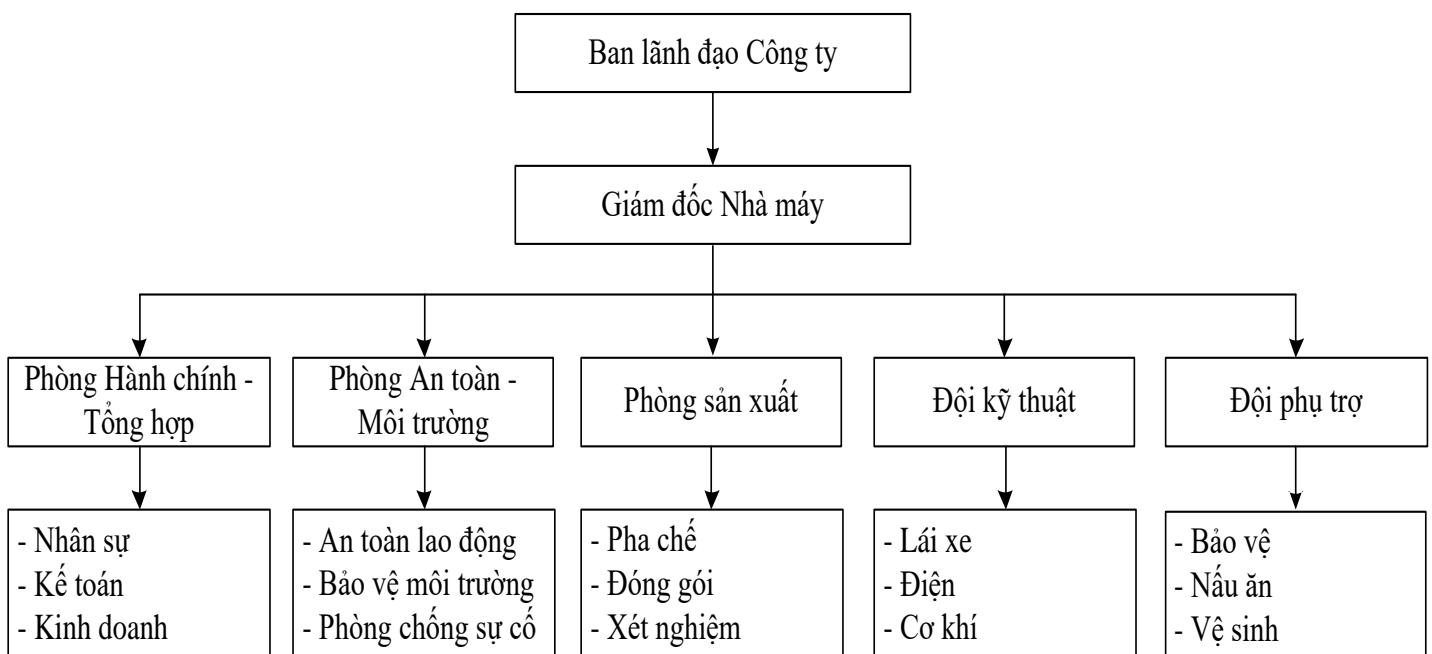 Ban lãnh đạo Công ty
Giám đốc Nhà máy
Phòng Hành chính -
Tổng hợp
Phòng An toàn -
Môi trường
Phòng sản xuất
Đội kỹ thuật
Đội phụ trợ
- Nhân sự
- Kế toán
- Kinh doanh
- An toàn lao động
- Bảo vệ môi trường
- Phòng chống sự cố
- Pha chế
- Đóng gói
- Xét nghiệm
- Lái xe
- Điện
- Cơ khí
- Bảo vệ
- Nấu ăn
- Vệ sinh